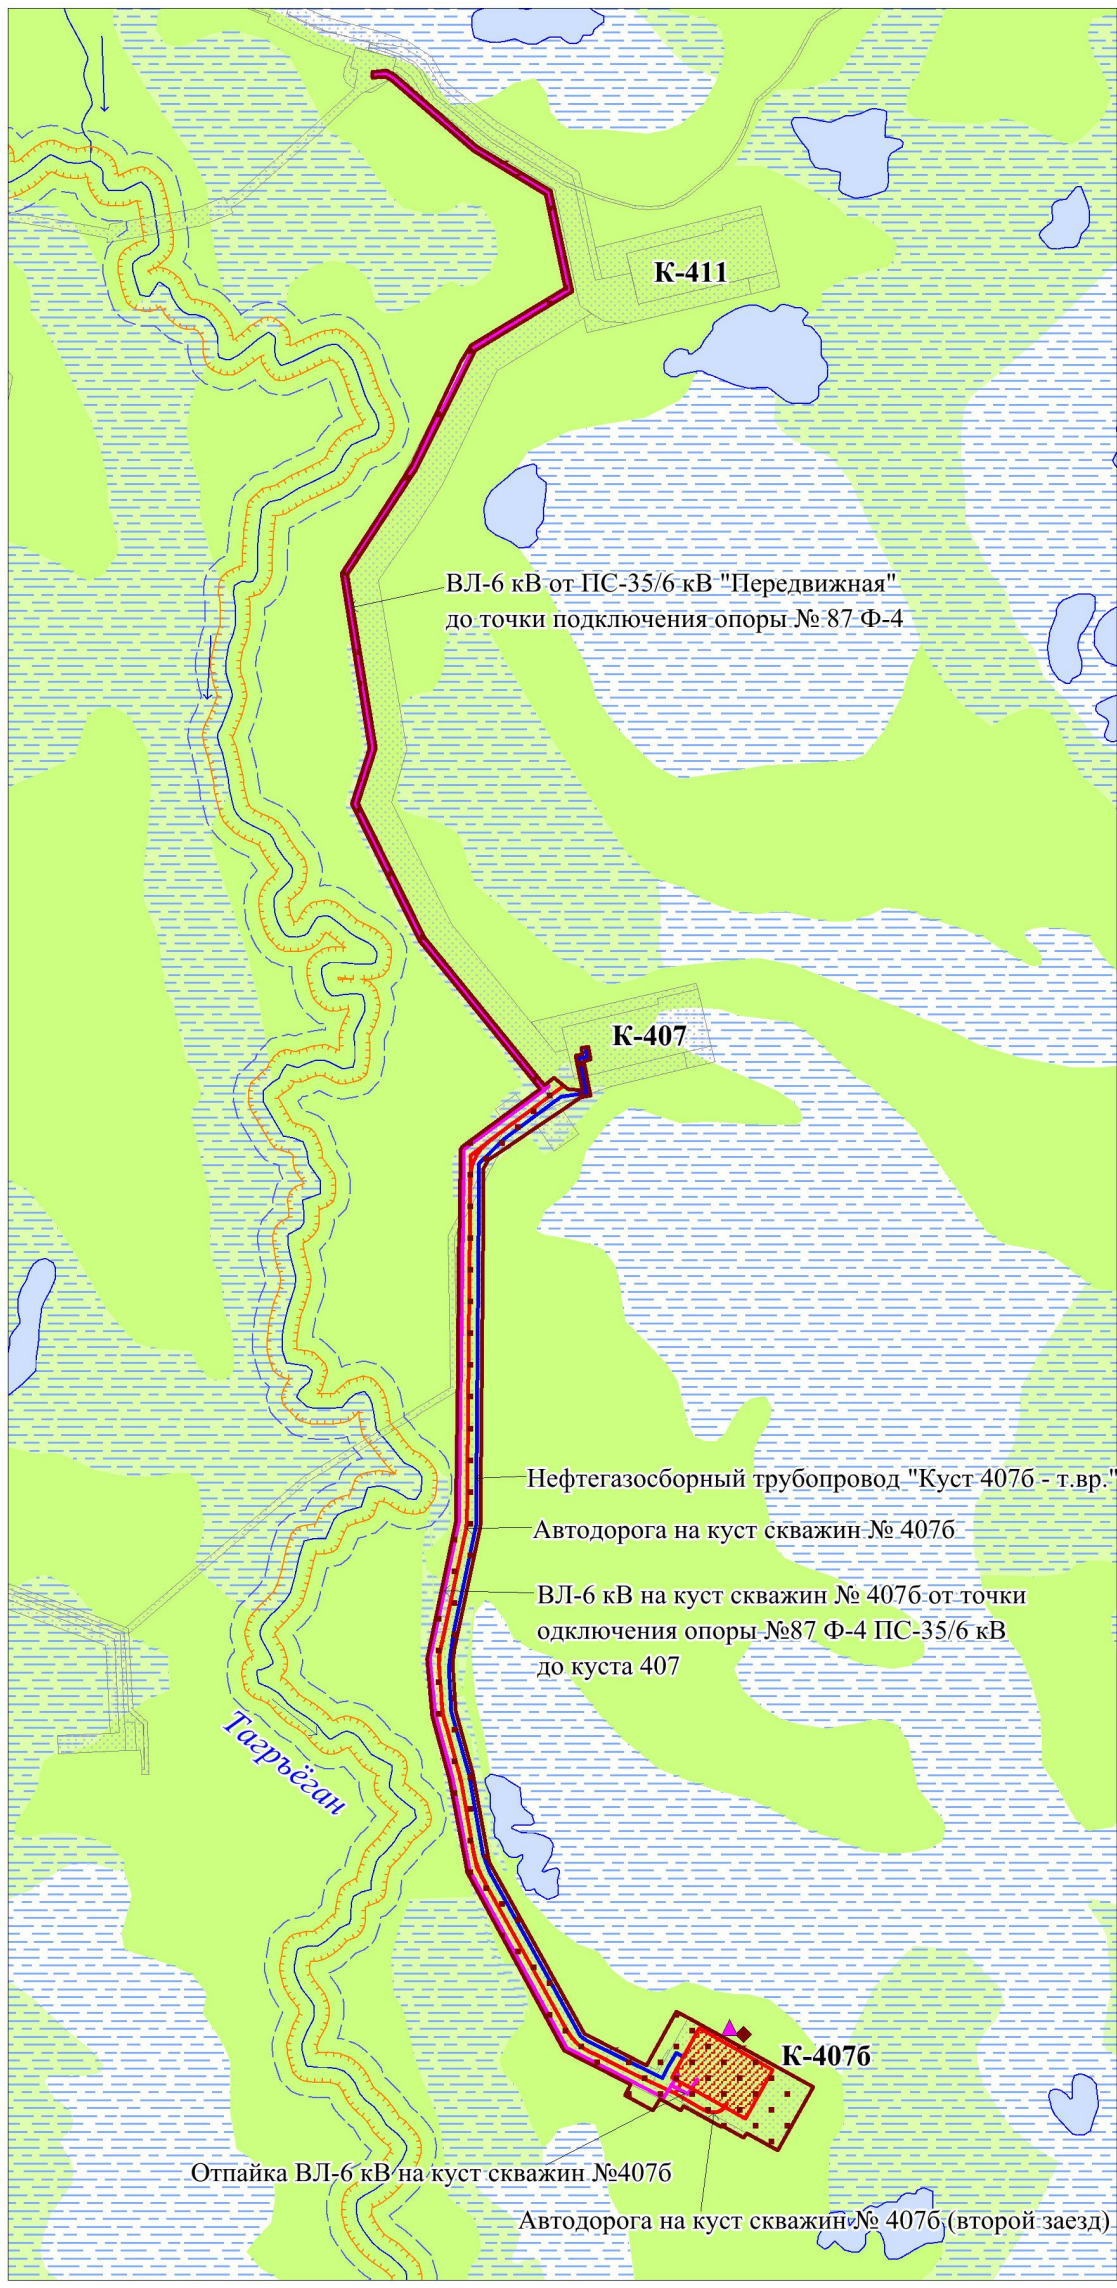 К-411
ВЛ-6 кВ от ПС-35/6 кВ "Передвижная"
до точки подключения опоры № 87 Ф-4
К-407
Нефтегазосборный трубопровод "Куст 407б - т.вр."
Автодорога на куст скважин № 407б
ВЛ-6 кВ на куст скважин № 407б от точки
одключения опоры №87 Ф-4 ПС-35/6 кВ
до куста 407
Тагръёган
К-407б
Отпайка ВЛ-6 кВ на куст скважин №407б
Автодорога на куст скважин № 407б (второй заезд)